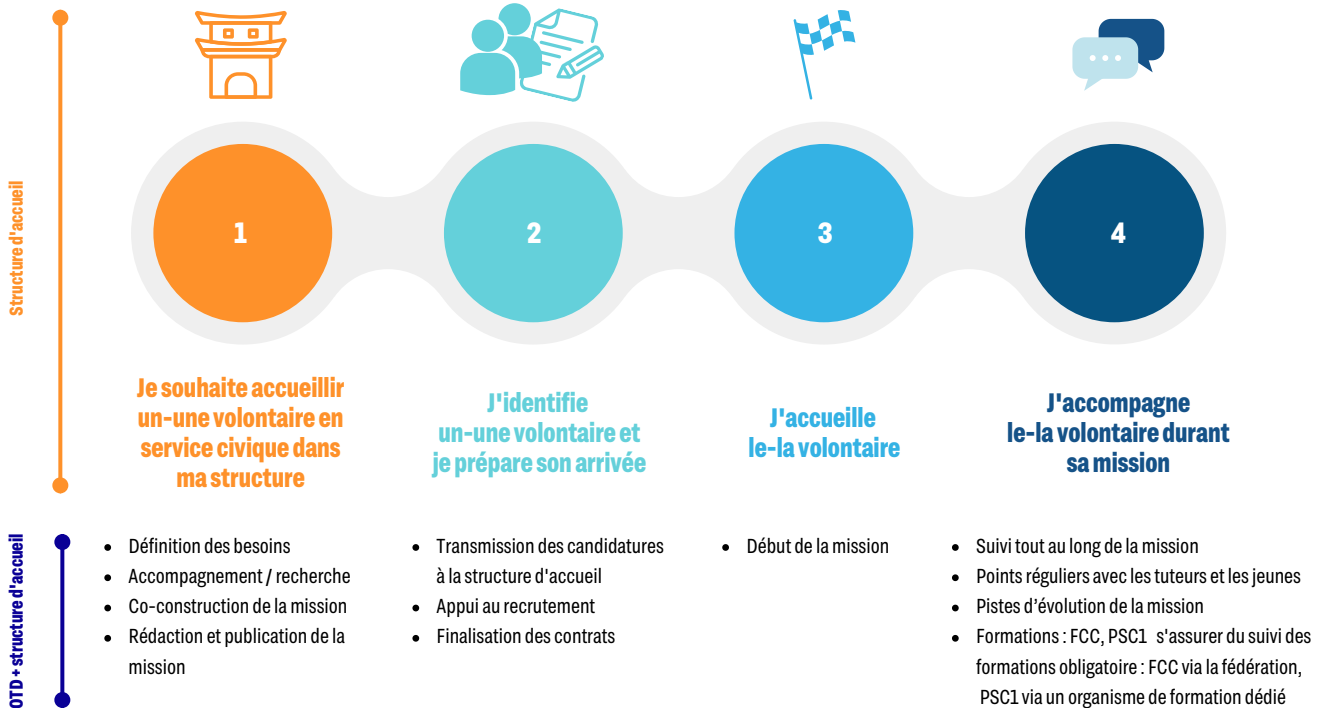 Structure d'accueil
1
2
3
4
Je souhaite accueillir
un-une volontaire en
service civique dans
ma structure
J'identifie
un-une volontaire et
je prépare son arrivée
J'accueille
le-la volontaire
J'accompagne
le-la volontaire durant
sa mission
OTD + structure d'accueil
• Définition des besoins
• Accompagnement / recherche
• Co-construction de la mission
• Rédaction et publication de la
mission
• Transmission des candidatures
à la structure d'accueil
• Appui au recrutement
• Finalisation des contrats
• Début de la mission
• Suivi tout au long de la mission
• Points réguliers avec les tuteurs et les jeunes
• Pistes d’évolution de la mission
• Formations : FCC, PSC1 s'assurer du suivi des
formations obligatoire : FCC via la fédération,
PSC1 via un organisme de formation dédié